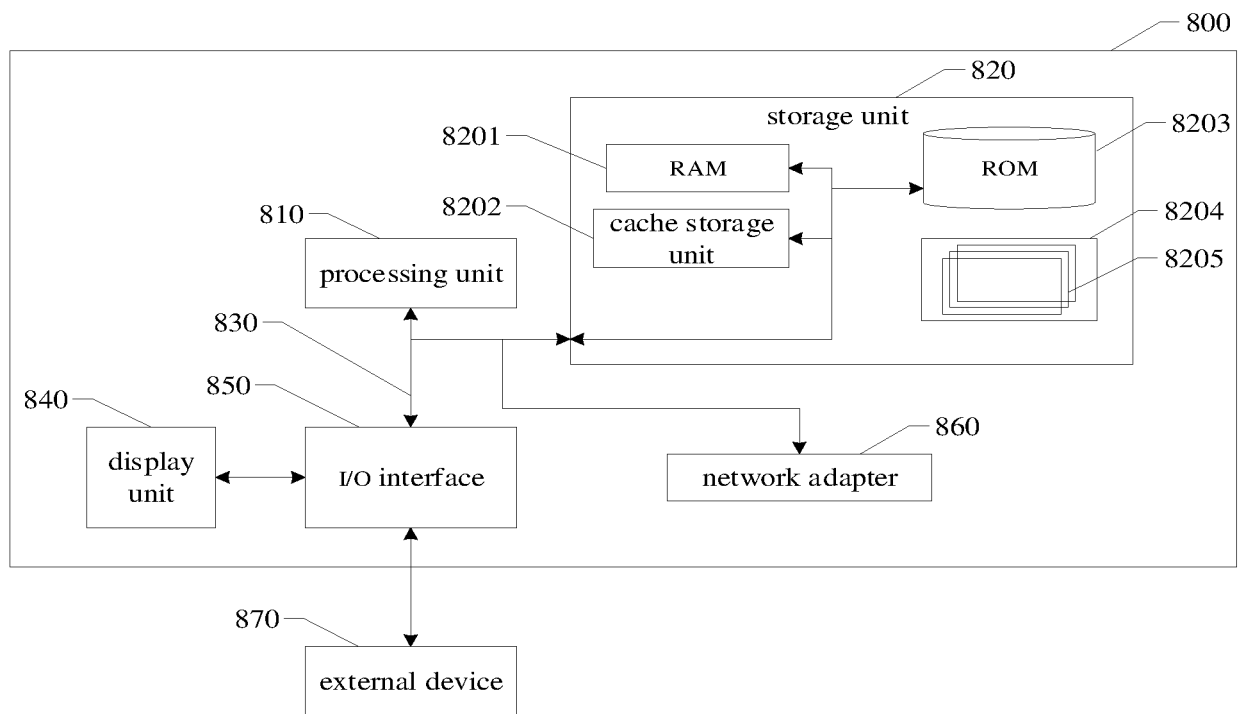 800
820
storage unit
8201
RAM
8203
ROM
8202
cache storage
unit
8204
8205
810
processing unit
830
850
840
display
unit
I/O interface
860
network adapter
870
external device